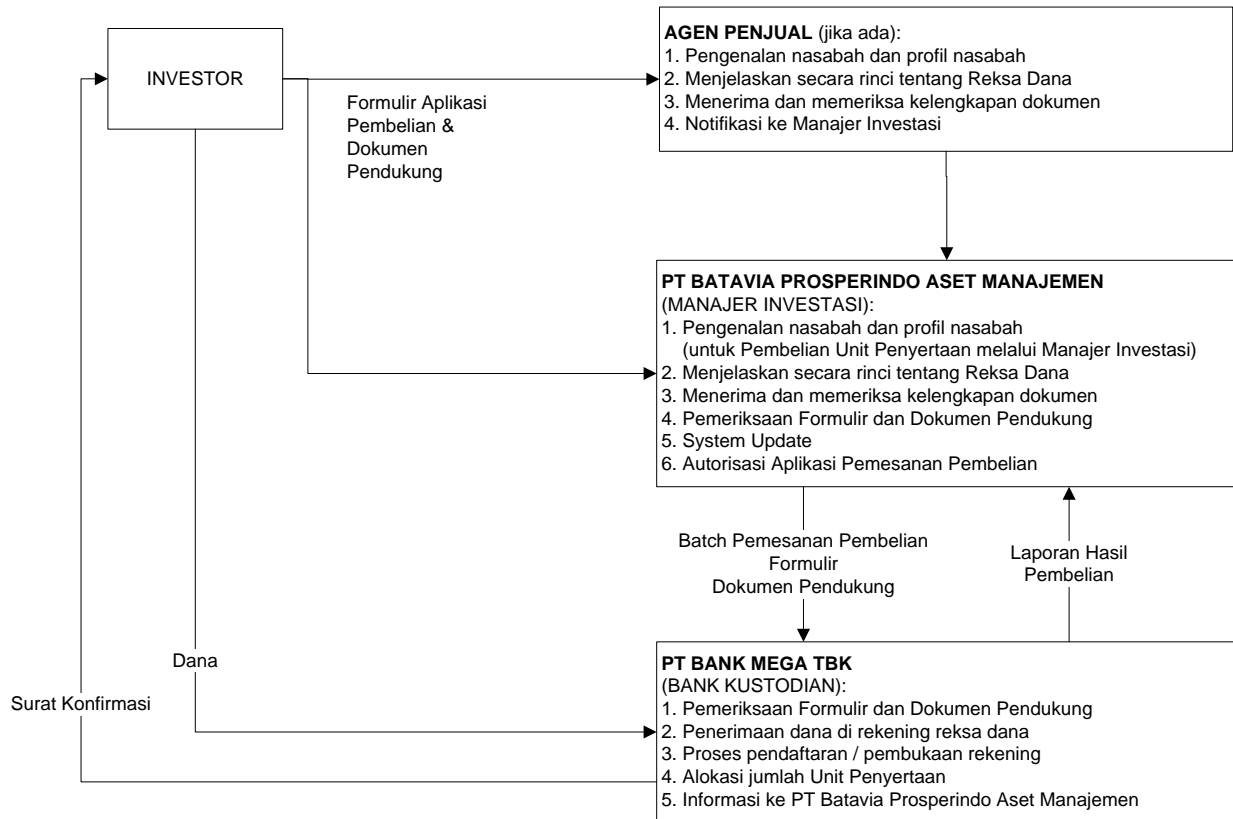 INVESTOR
Formulir Aplikasi
Pembelian &
Dokumen
Pendukung
AGEN PENJUAL (jika ada):
1. Pengenalan nasabah dan profil nasabah
2. Menjelaskan secara rinci tentang Reksa Dana
3. Menerima dan memeriksa kelengkapan dokumen
4. Notifikasi ke Manajer Investasi
PT BATAVIA PROSPERINDO ASET MANAJEMEN
(MANAJER INVESTASI):
1. Pengenalan nasabah dan profil nasabah
(untuk Pembelian Unit Penyertaan melalui Manajer Investasi)
2. Menjelaskan secara rinci tentang Reksa Dana
3. Menerima dan memeriksa kelengkapan dokumen
4. Pemeriksaan Formulir dan Dokumen Pendukung
5. System Update
6. Autorisasi Aplikasi Pemesanan Pembelian
Batch Pemesanan Pembelian
Formulir
Dokumen Pendukung
Laporan Hasil
Pembelian
Dana
Surat Konfirmasi
PT BANK MEGA TBK
(BANK KUSTODIAN):
1. Pemeriksaan Formulir dan Dokumen Pendukung
2. Penerimaan dana di rekening reksa dana
3. Proses pendaftaran / pembukaan rekening
4. Alokasi jumlah Unit Penyertaan
5. Informasi ke PT Batavia Prosperindo Aset Manajemen